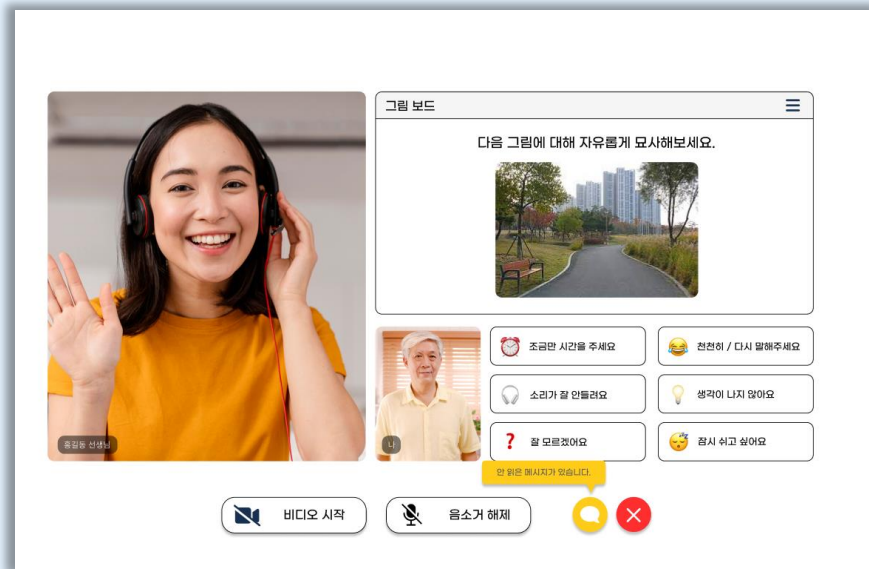 그림 보드
다음 그림에 대해 자유롭게 묘사해보세요.
홍길동 선생님
나
조금만 시간을 주세요
천천히 / 다시 말해주세요
소리가 잘 안들려요
생각이 나지 않아요
? 잘 모르겠어요
잠시 쉬고 싶어요
안 읽은 메시지가 있습니다.
비디오 시작
음소거 해제